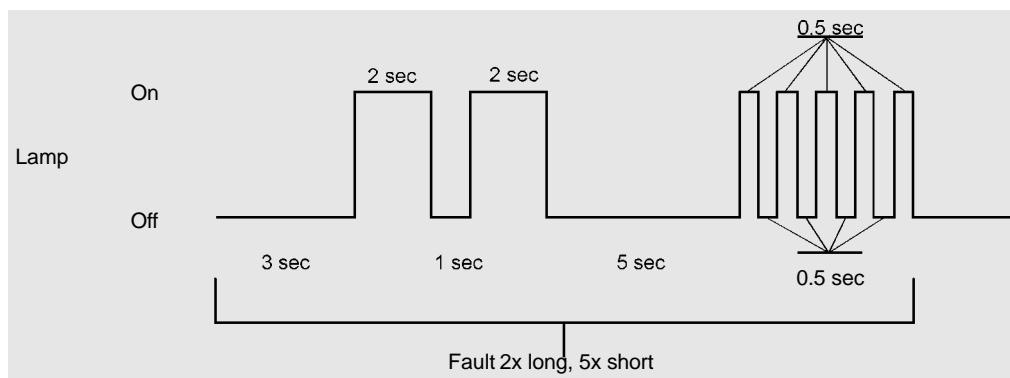 0.5 sec
2 sec 2 sec
On
Lamp
Off
3 sec 1 sec 5 sec
0.5 sec
Fault 2x long, 5x short